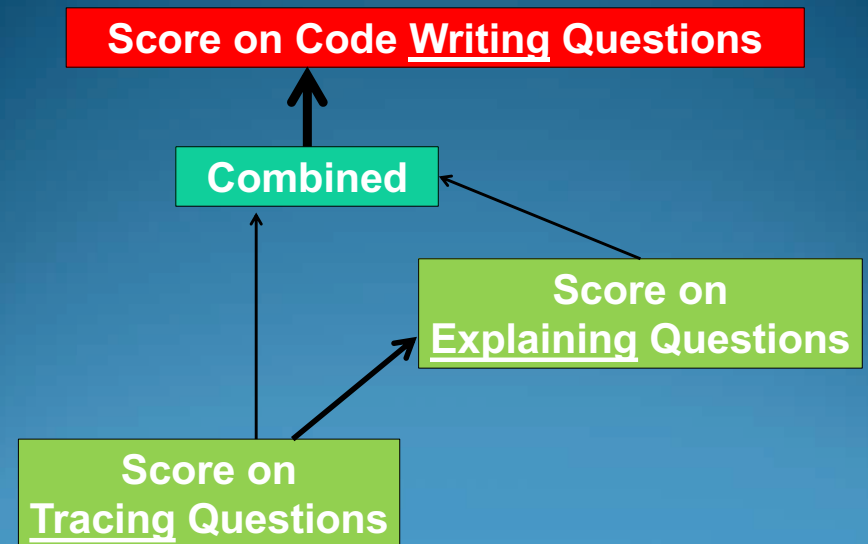 Score on Code Writing Questions
Combined
Score on
Explaining Questions
Score on
Tracing Questions